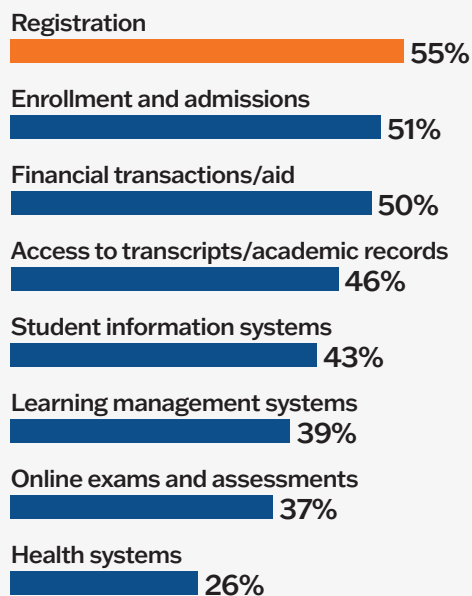 Registration
55%
Enrollment and admissions
51%
Financial transactions/aid
50%
Access to transcripts/academic records
46%
Student information systems
43%
Learning management systems
39%
Online exams and assessments
37%
Health systems
26%